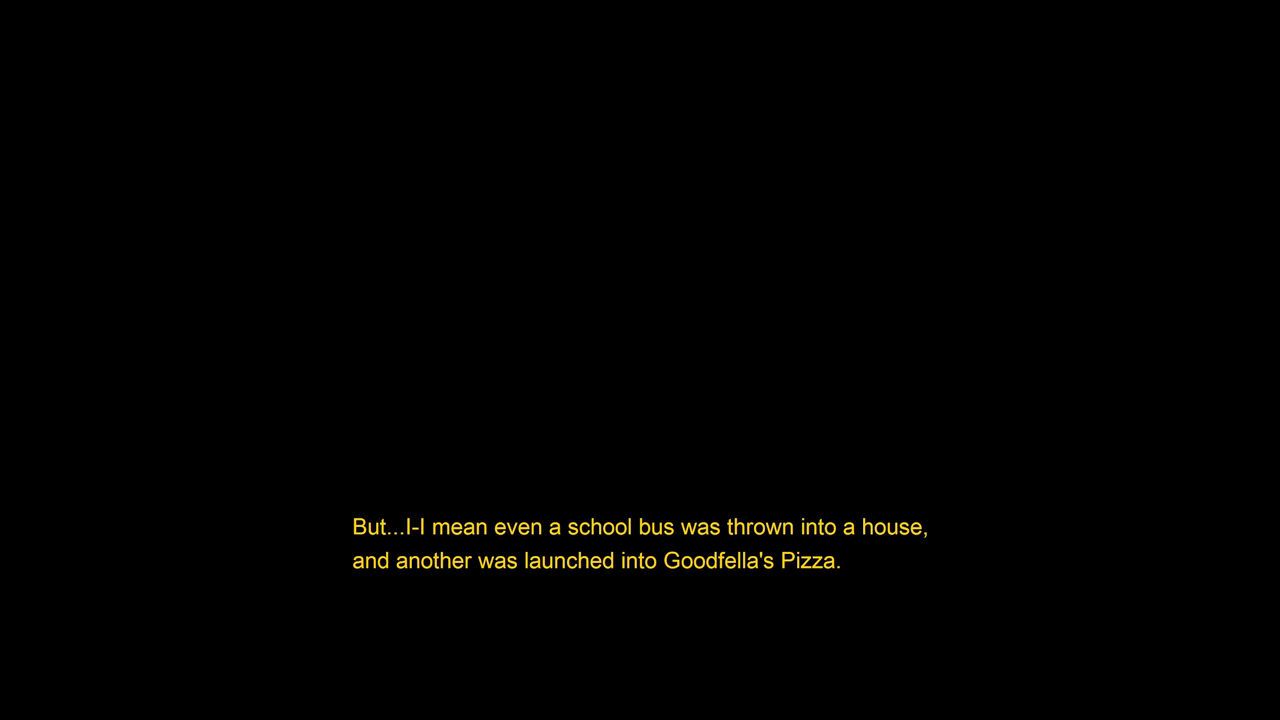 But...I-I mean even a school bus was thrown into a house,
and another was launched into Goodfella's Pizza.